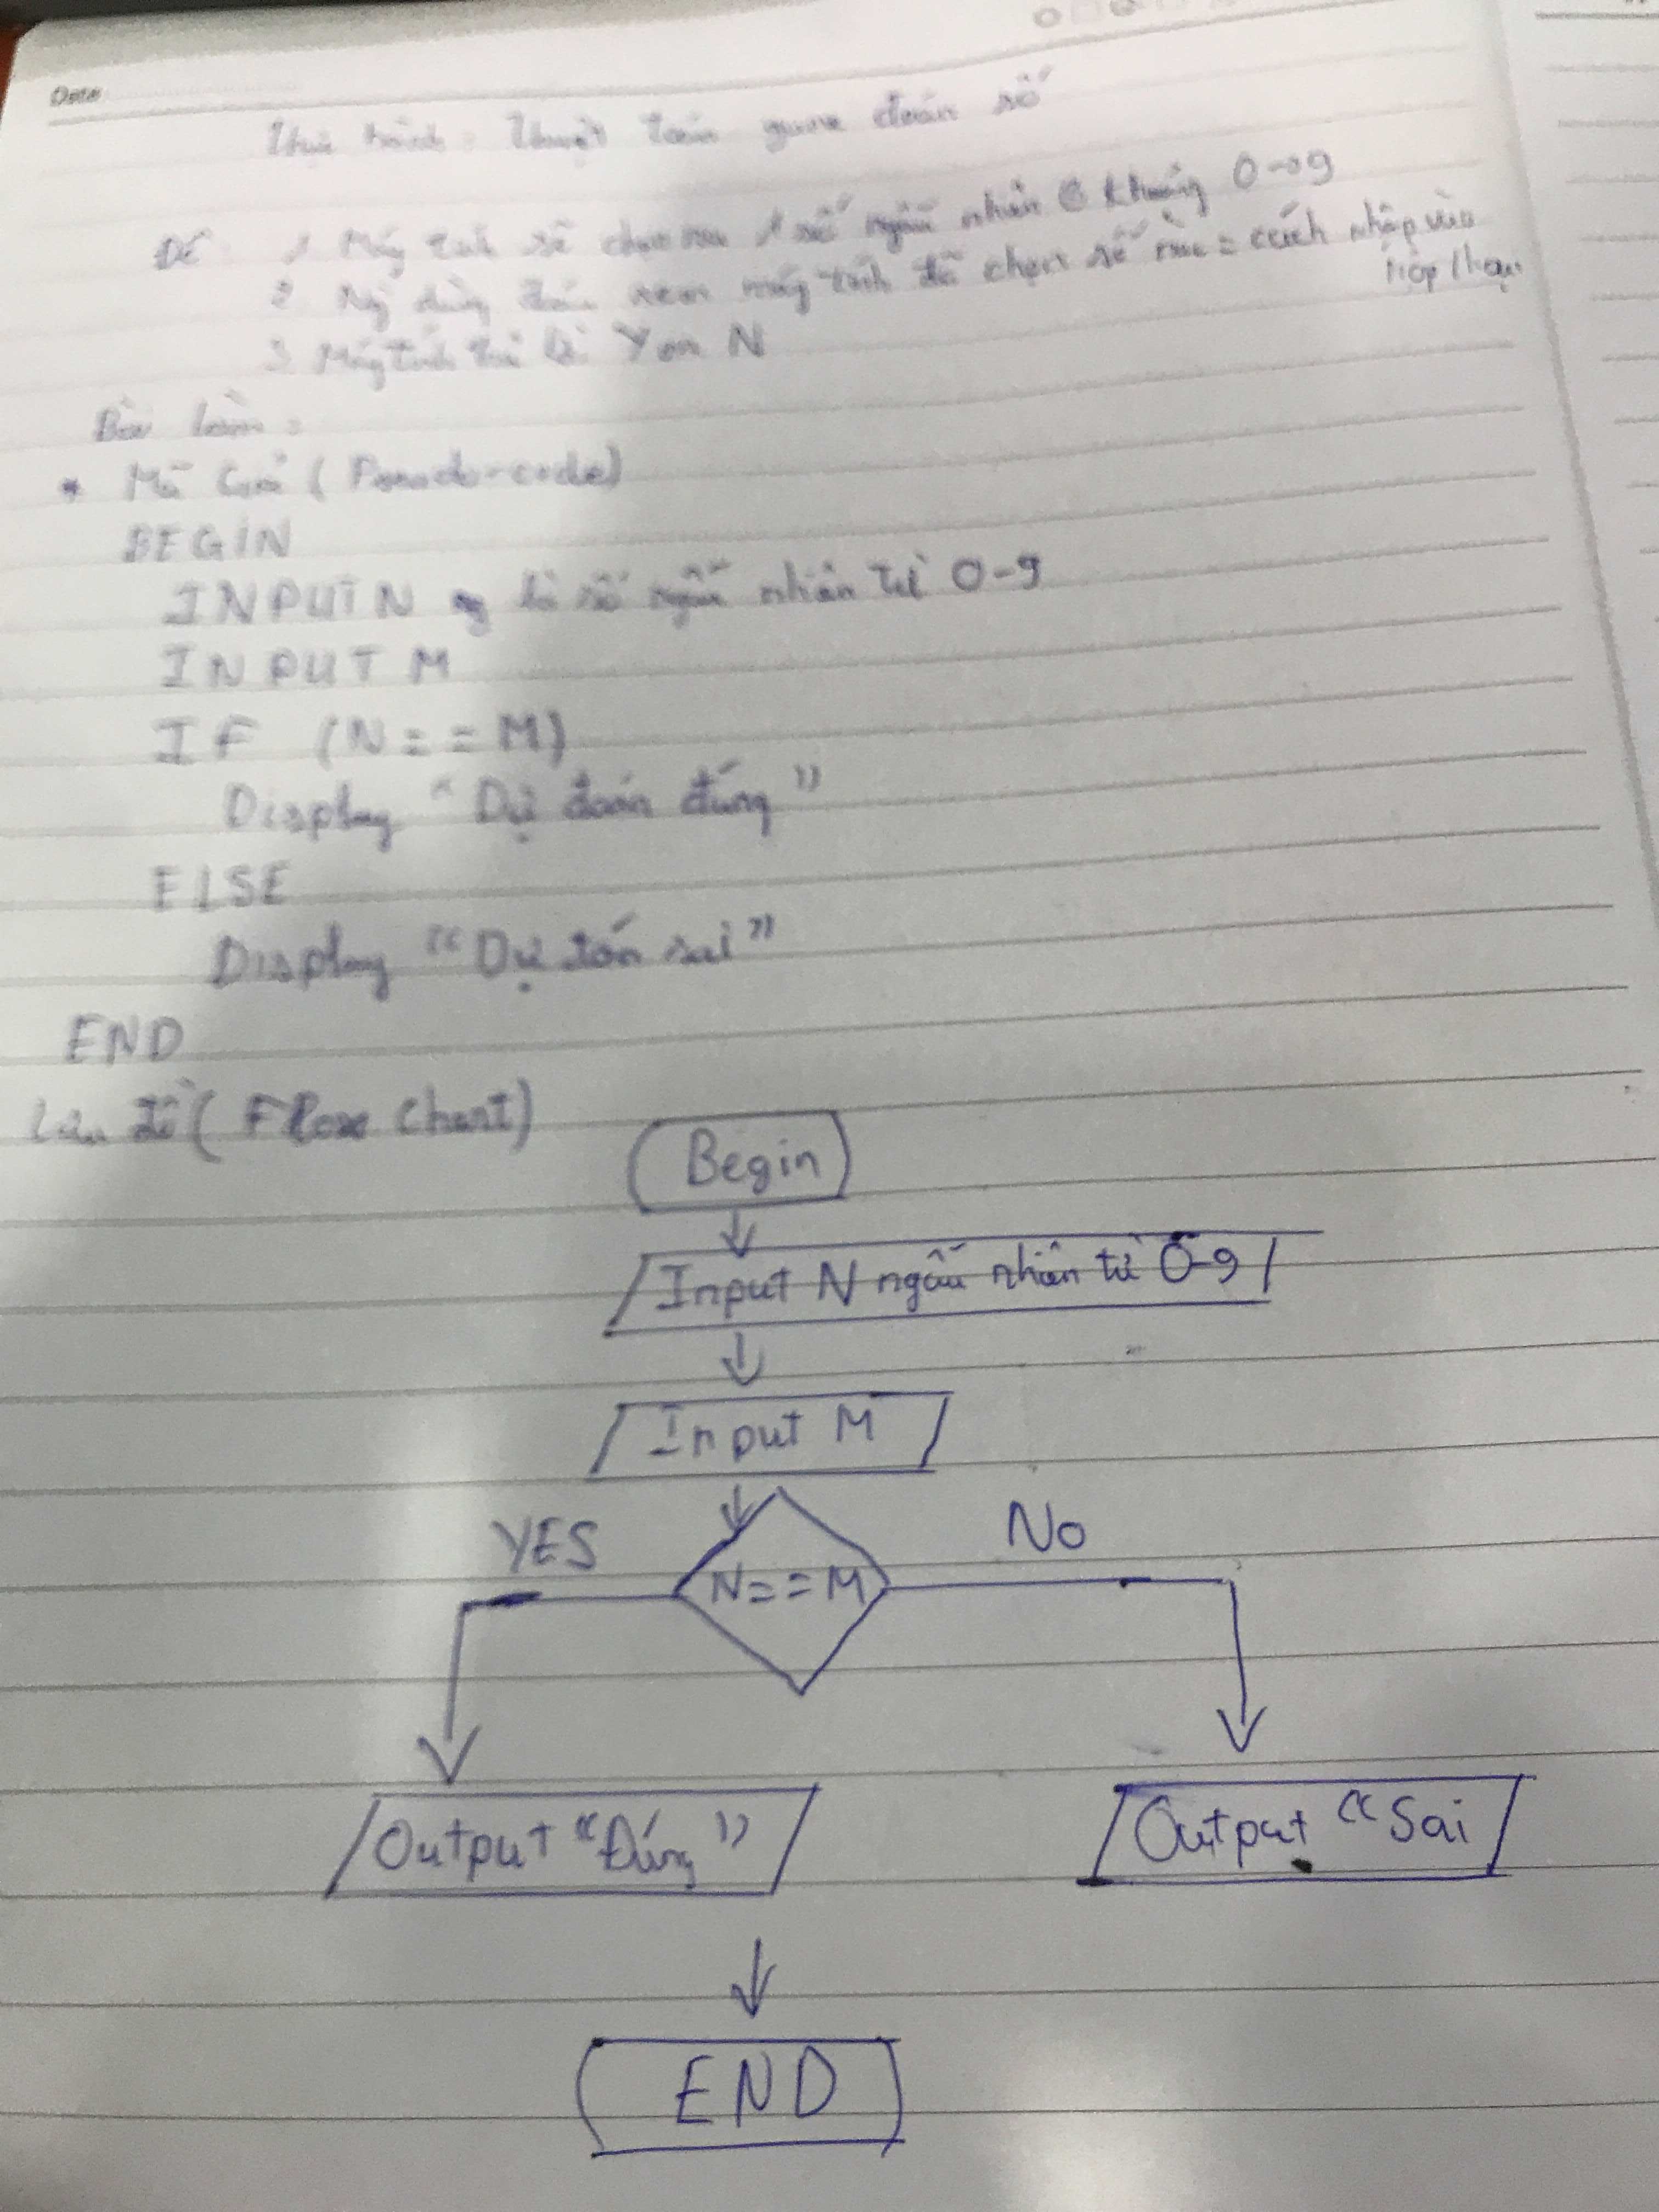 Date
Thực hành: Thuật toán game đoán số
Đề: 1. Máy tính sẽ chọn ra 1 số ngẫu nhiên khoảng 0→9
2. Ng dùng đoán xem máy tính đã chọn số nào = cách nhập vào
hộp thoại
3. Máy tính trả lời Y or N
Bài làm:
* Mã Giả (Pseudo-code)
BEGIN
INPUT N là số ngẫu nhiên từ 0-9
INPUT M
IF (N == M)
Display "Dự đoán đúng"
ELSE
Display "Dự đón sai"
END
Lưu đồ (Flow Chart)
Begin
Input N ngẫu nhiên từ 0-9
Input M
YES
No
N==M
Output "Đúng"
Output "Sai
END